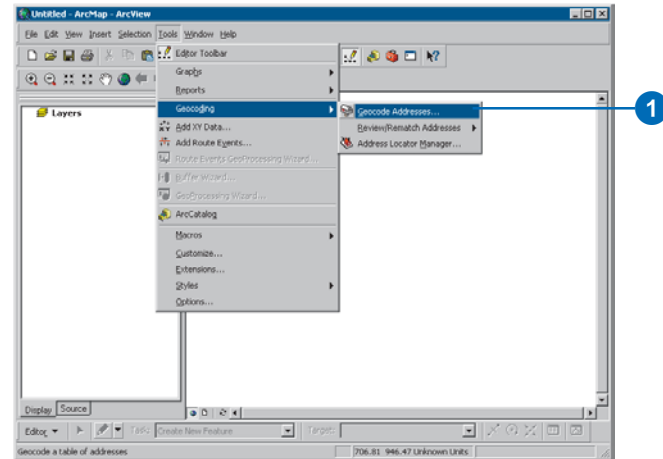 Untitled - ArcMap - ArcView
File Edit View Insert Selection Tools Window Help
Editor Toolbar
Graphs
Reports
Geocoding
Add XY Data...
Add Route Events...
Route Events GeoProcessing Wizard...
Buffer Wizard...
GeoProcessing Wizard...
ArcCatalog
Macros
Customize...
Extensions...
Styles
Options...
Geocode Addresses...
Review/Rematch Addresses
Address Locator Manager...
1
Layers
Display Source
Editor Task: Create New Feature Target:
Geocode a table of addresses 706.81 946.47 Unknown Units